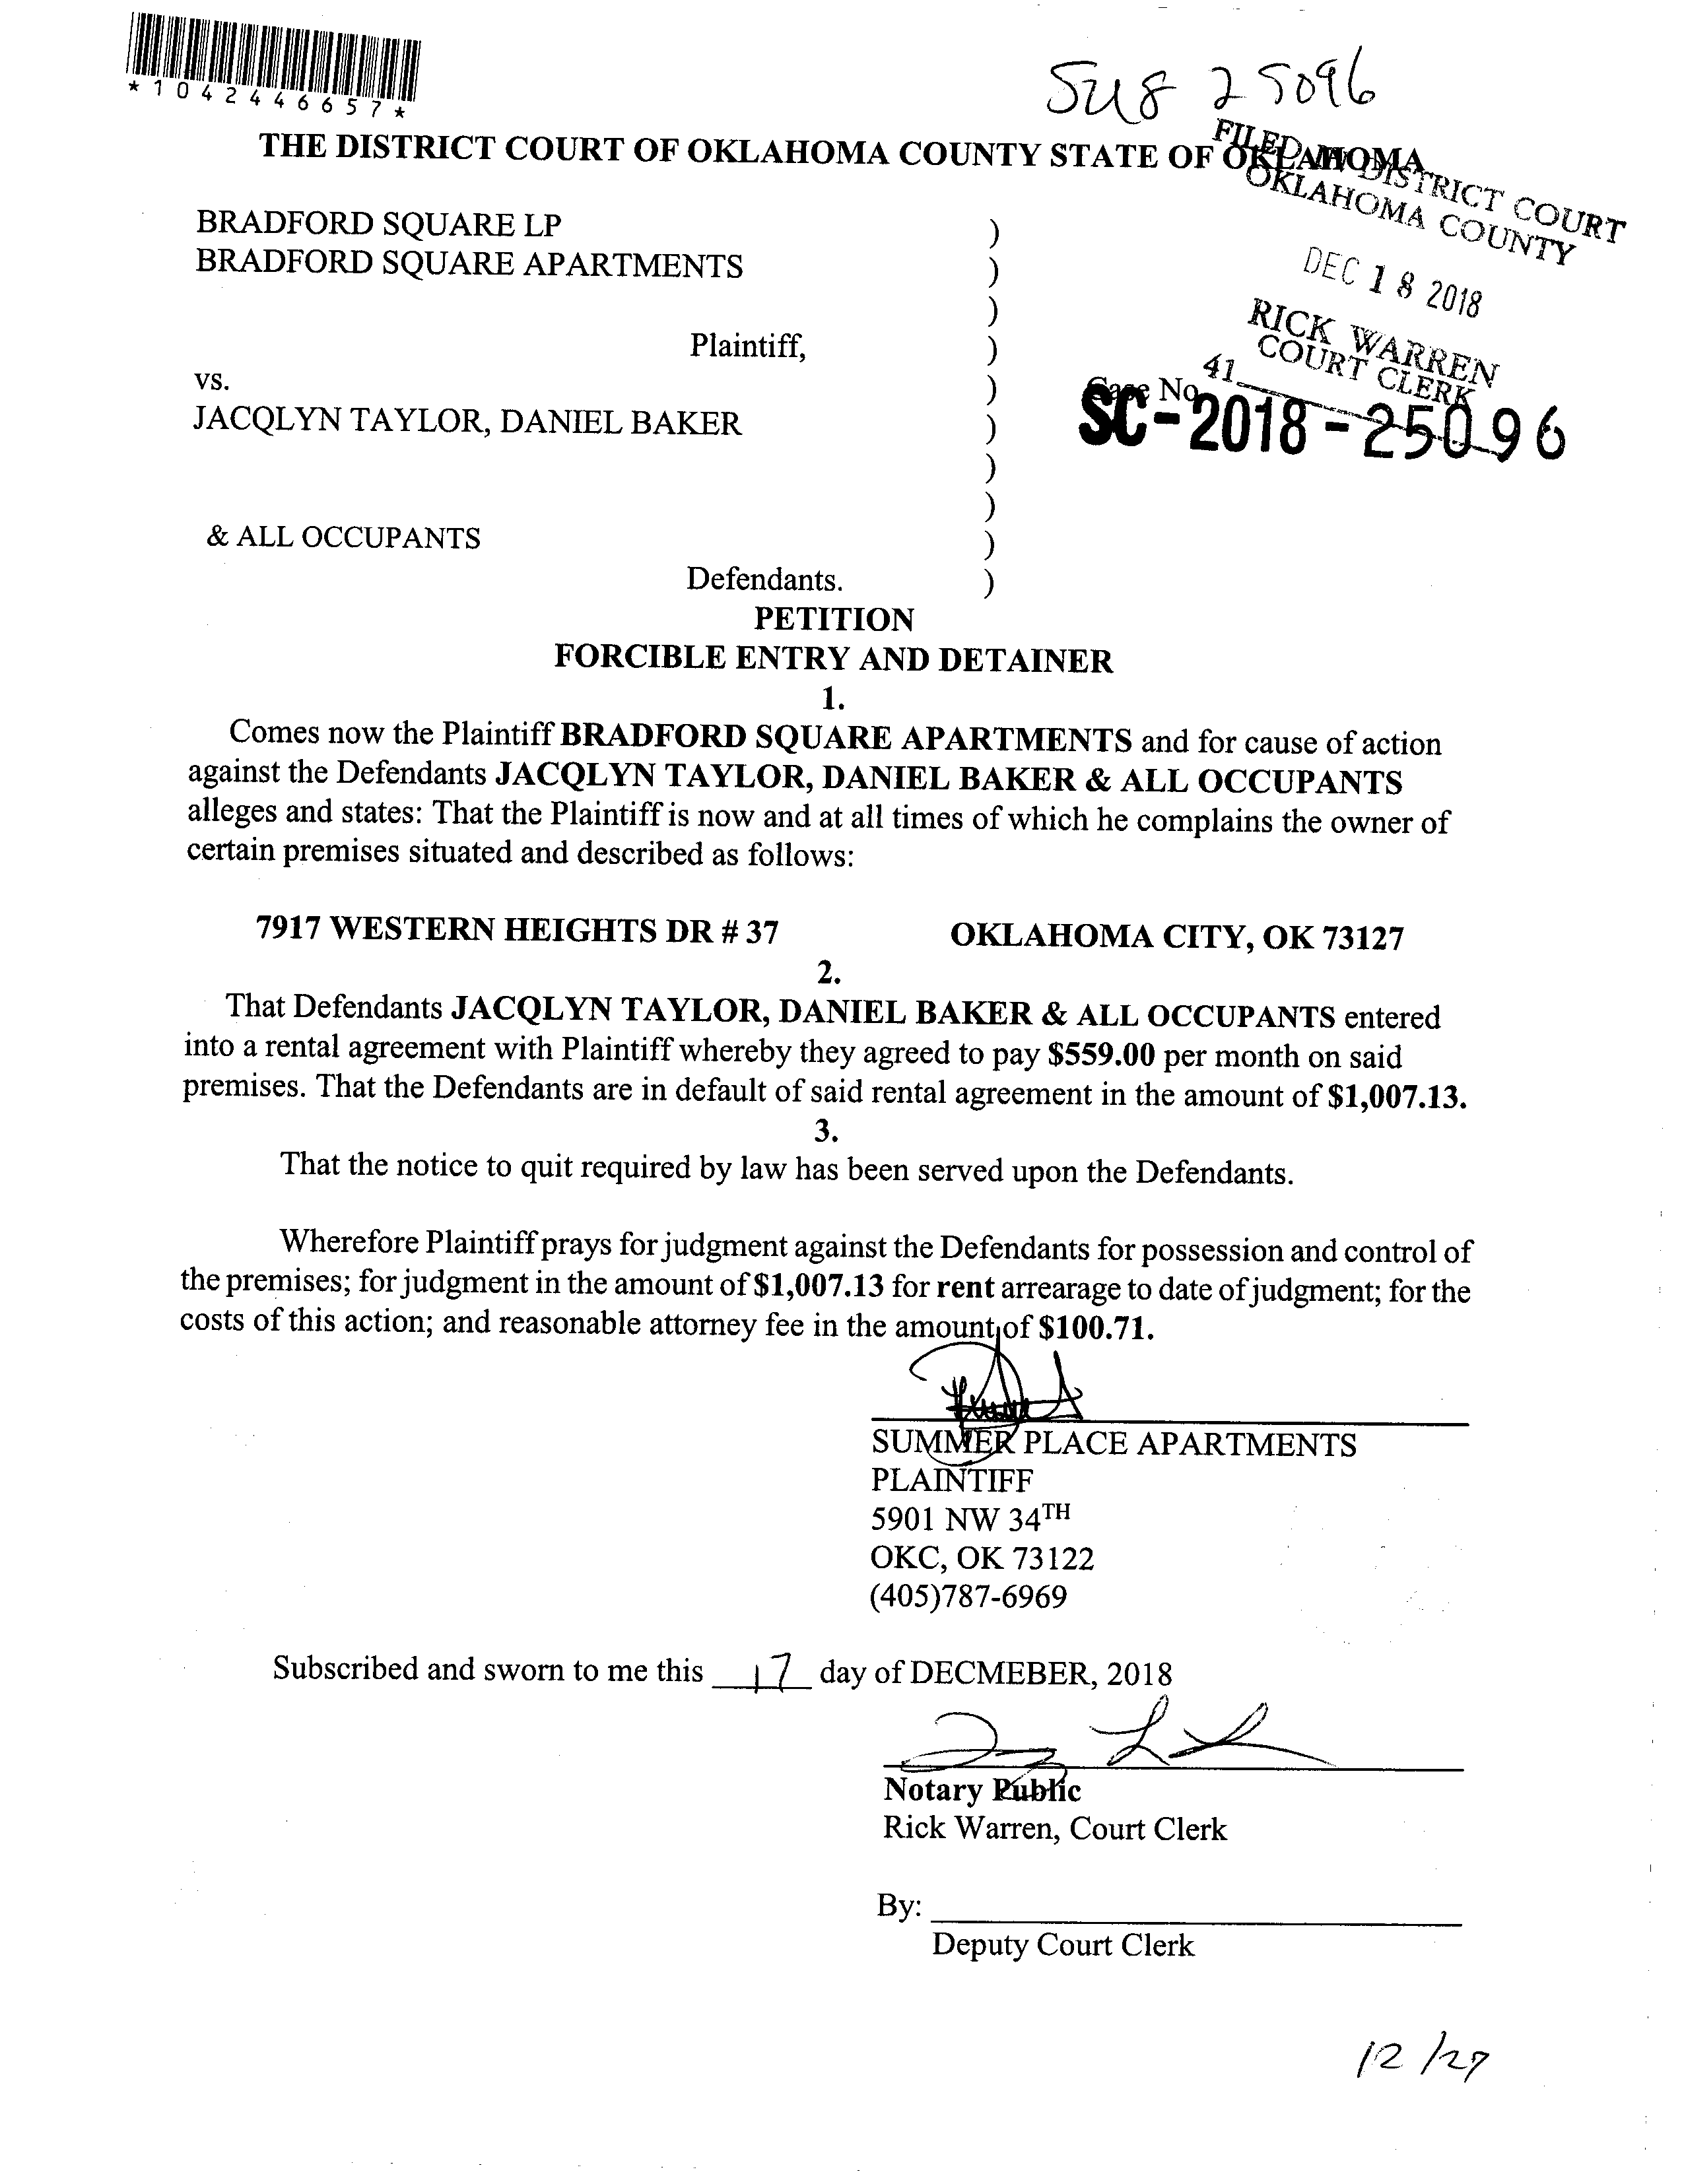 *1042446657*
25096
THE DISTRICT COURT OF OKLAHOMA COUNTY STATE OF OKLAHOMA
FILED IN DISTRICT COURT
OKLAHOMA COUNTY
DEC 18 2018
RICK WARREN
COURT CLERK
41
BRADFORD SQUARE LP )
BRADFORD SQUARE APARTMENTS )
)
Plaintiff, )
vs. ) Case No
JACQLYN TAYLOR, DANIEL BAKER ) SC-2018-25096
)
)
& ALL OCCUPANTS )
Defendants. )
PETITION
FORCIBLE ENTRY AND DETAINER
1.
Comes now the Plaintiff BRADFORD SQUARE APARTMENTS and for cause of action
against the Defendants JACQLYN TAYLOR, DANIEL BAKER & ALL OCCUPANTS
alleges and states: That the Plaintiff is now and at all times of which he complains the owner of
certain premises situated and described as follows:
7917 WESTERN HEIGHTS DR # 37 OKLAHOMA CITY, OK 73127
2.
That Defendants JACQLYN TAYLOR, DANIEL BAKER & ALL OCCUPANTS entered
into a rental agreement with Plaintiff whereby they agreed to pay $559.00 per month on said
premises. That the Defendants are in default of said rental agreement in the amount of $1,007.13.
3.
That the notice to quit required by law has been served upon the Defendants.
Wherefore Plaintiff prays for judgment against the Defendants for possession and control of
the premises; for judgment in the amount of $1,007.13 for rent arrearage to date of judgment; for the
costs of this action; and reasonable attorney fee in the amount of $100.71.
SUMMER PLACE APARTMENTS
PLAINTIFF
5901 NW 34TH
OKC, OK 73122
(405)787-6969
Subscribed and sworn to me this 17 day of DECMEBER, 2018
Notary Public
Rick Warren, Court Clerk
By:
Deputy Court Clerk
12/27